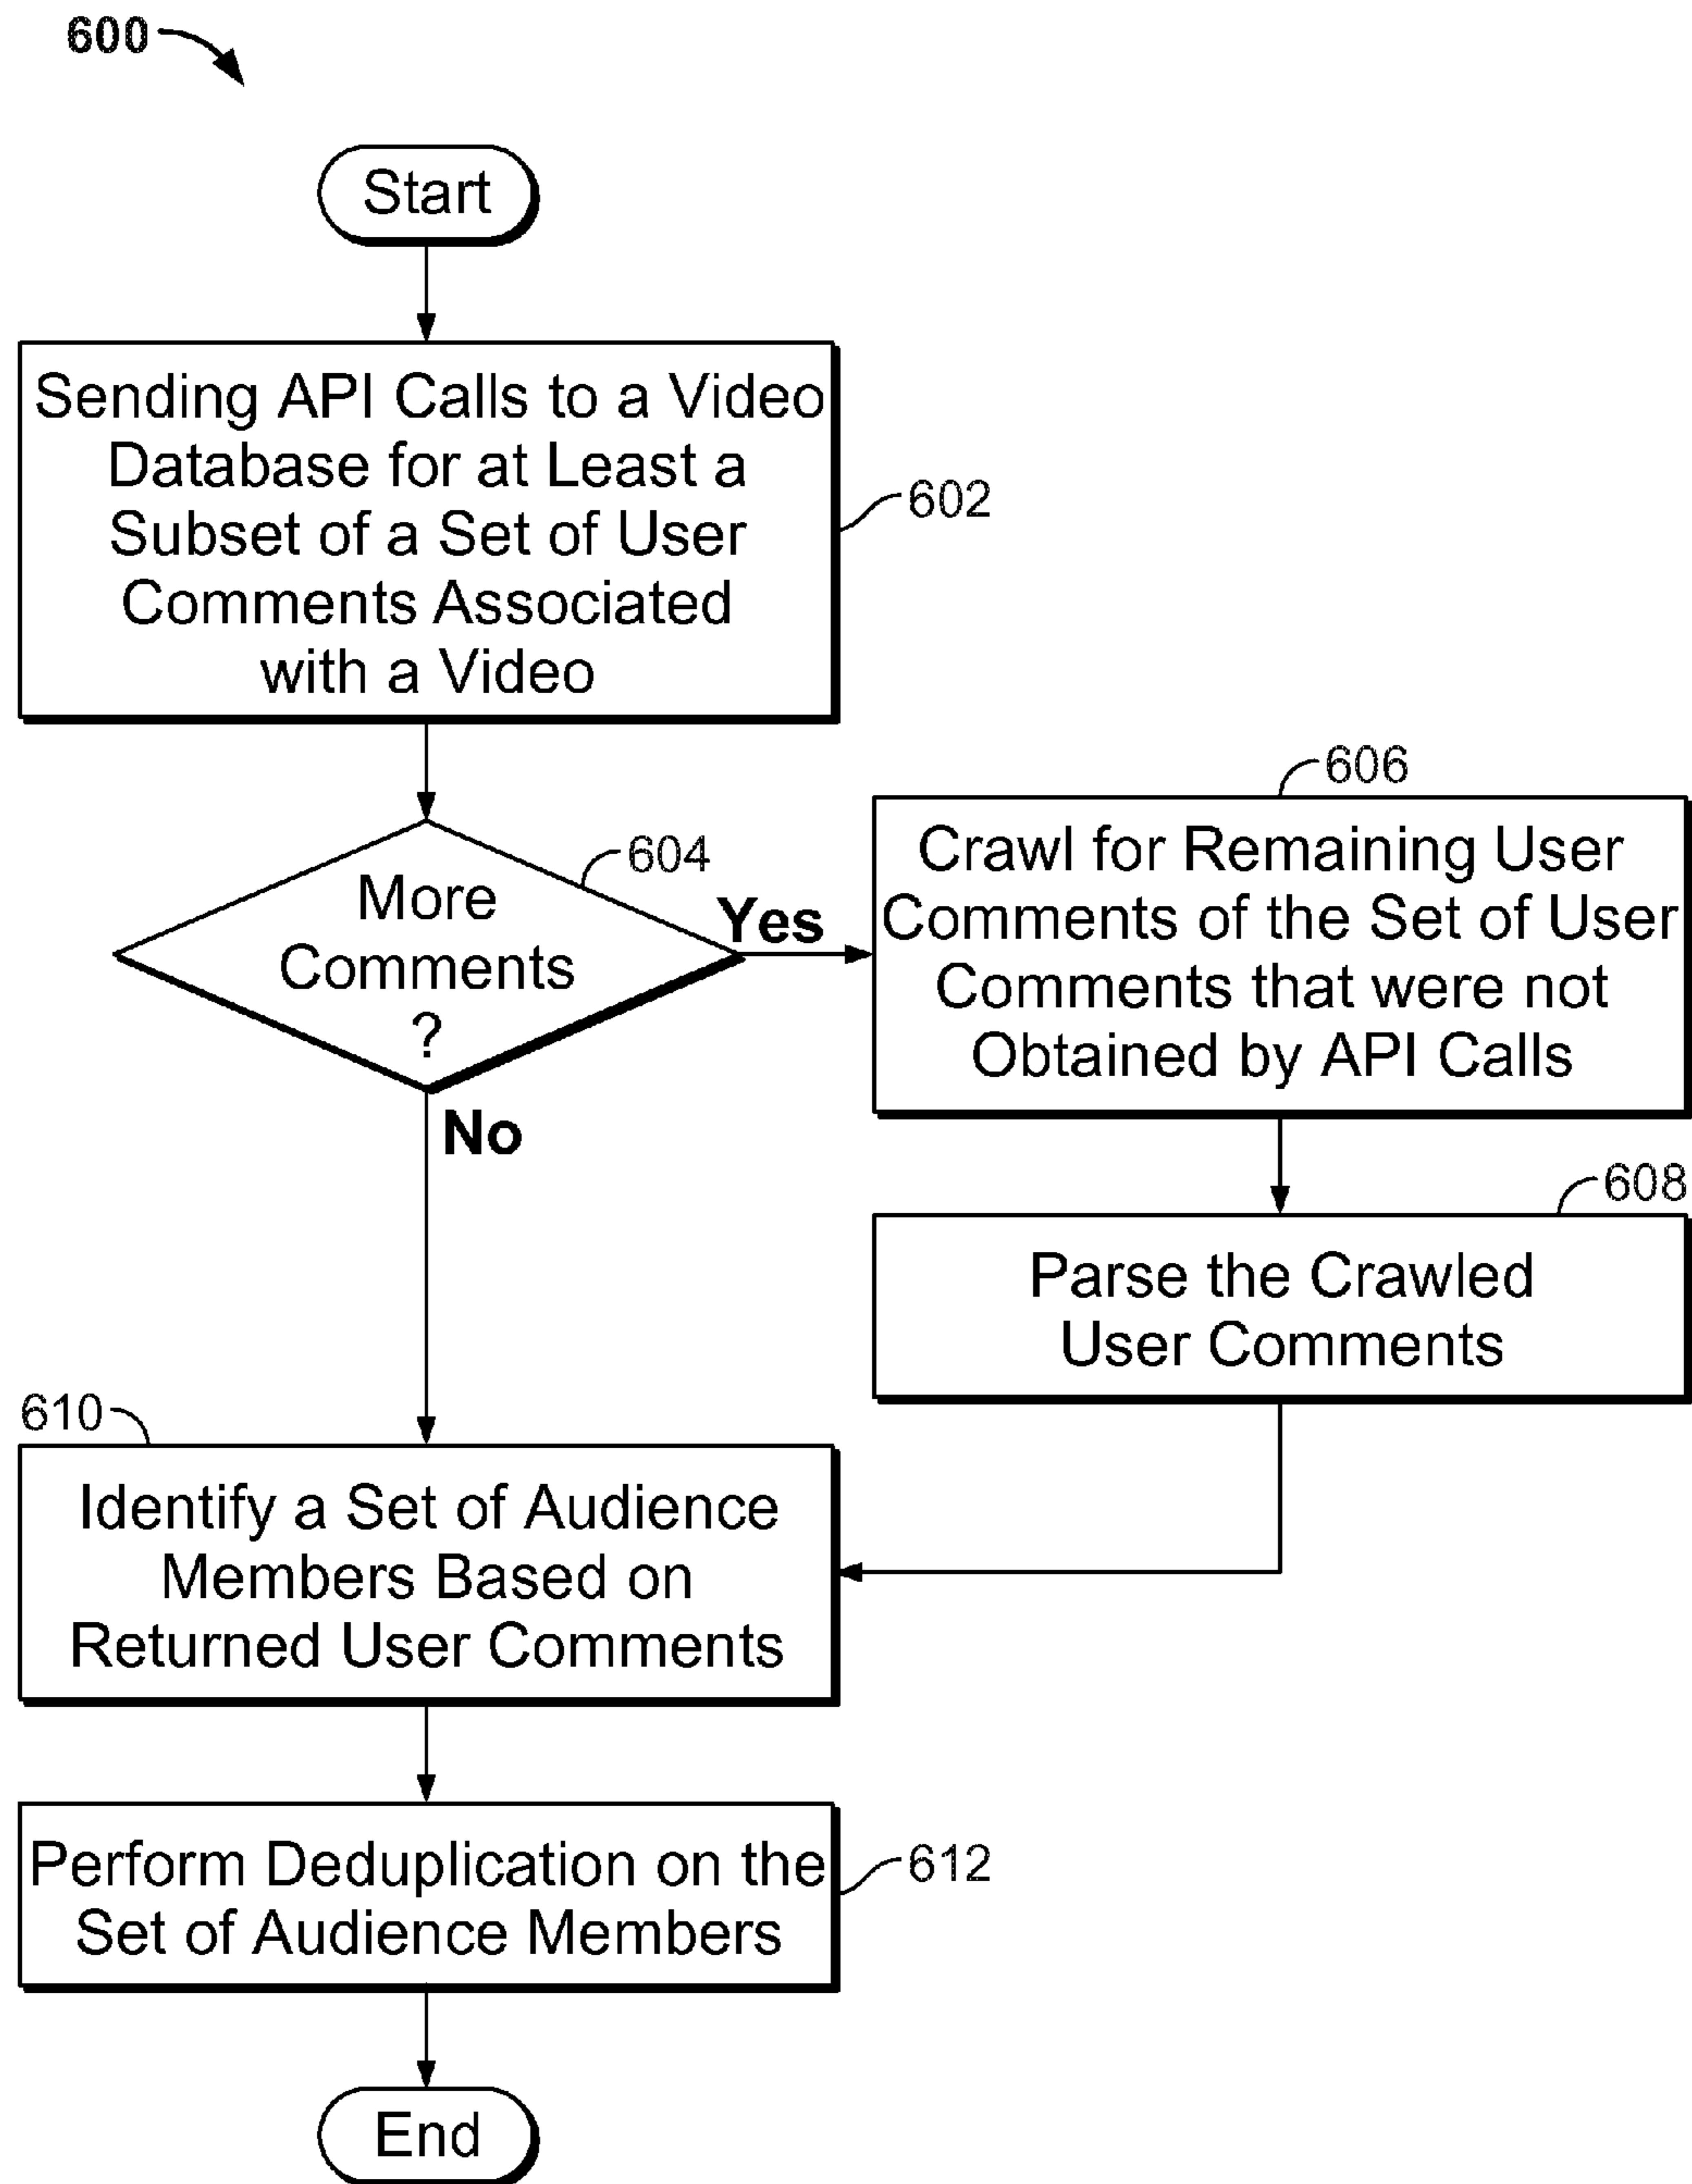 600
Start
Sending API Calls to a Video
Database for at Least a
Subset of a Set of User
Comments Associated
with a Video
602
More
Comments
?
604
Yes
No
606
Crawl for Remaining User
Comments of the Set of User
Comments that were not
Obtained by API Calls
608
Parse the Crawled
User Comments
610
Identify a Set of Audience
Members Based on
Returned User Comments
Perform Deduplication on the
Set of Audience Members
612
End